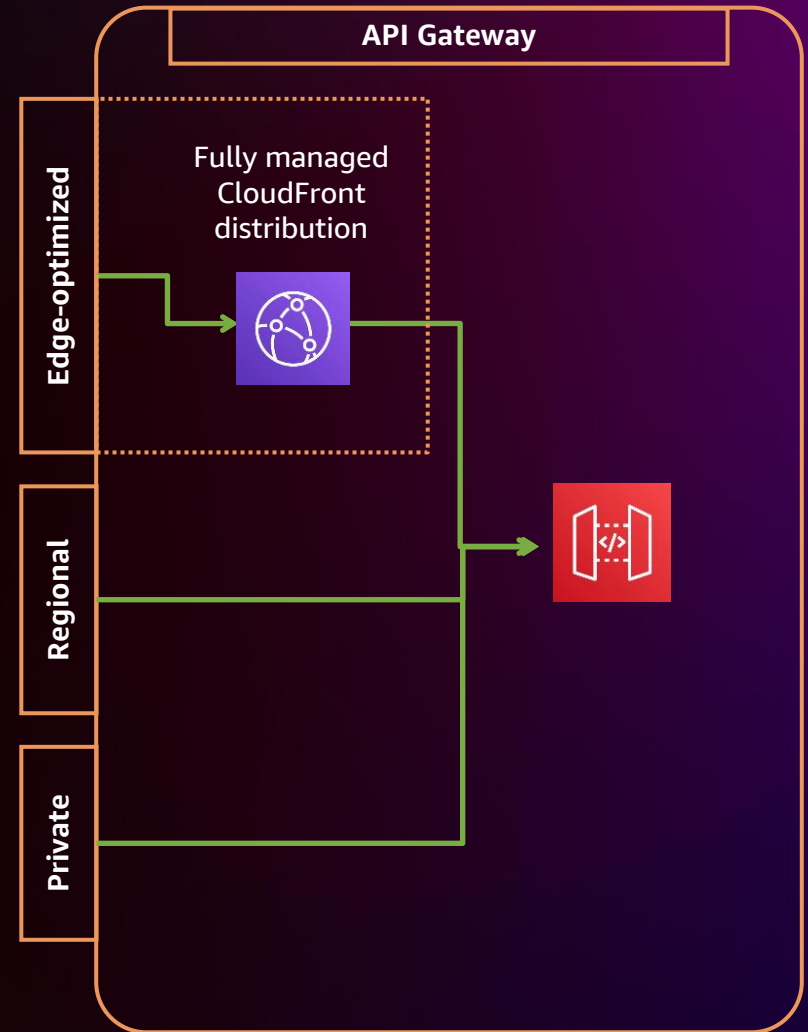 API Gateway
Edge-optimized
Fully managed
CloudFront
distribution
</>
Regional
Private